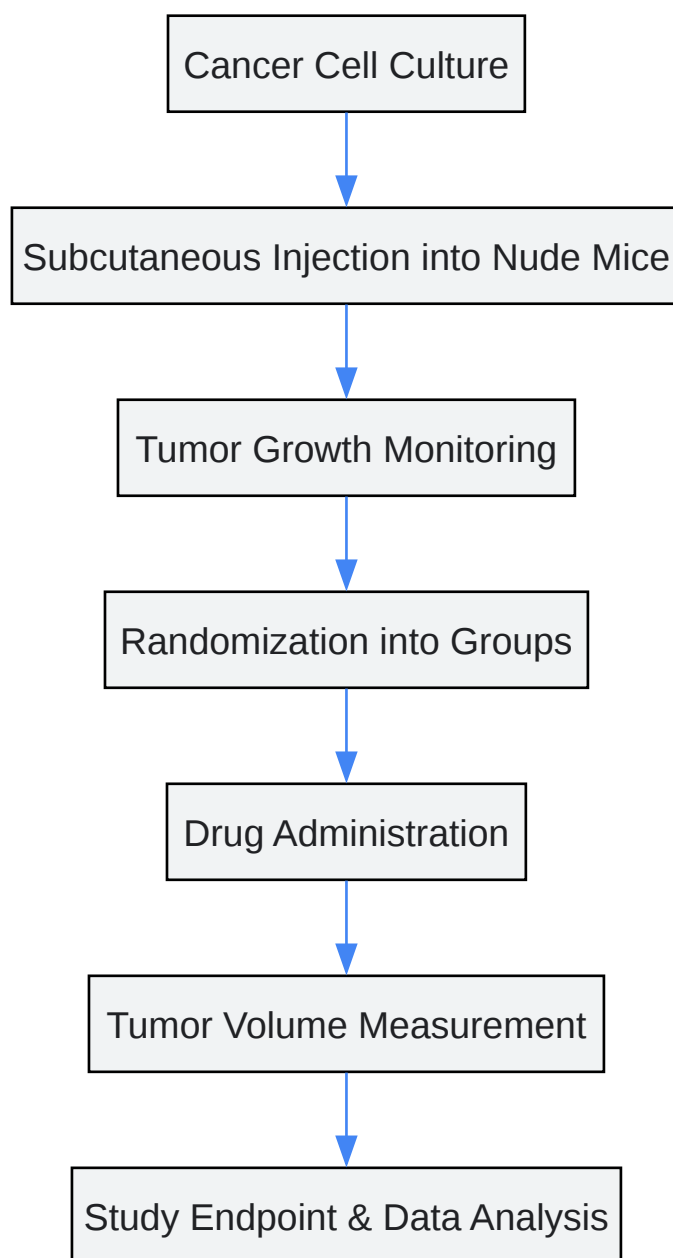 Cancer Cell Culture
Subcutaneous Injection into Nude Mice
Tumor Growth Monitoring
Randomization into Groups
Drug Administration
Tumor Volume Measurement
Study Endpoint & Data Analysis